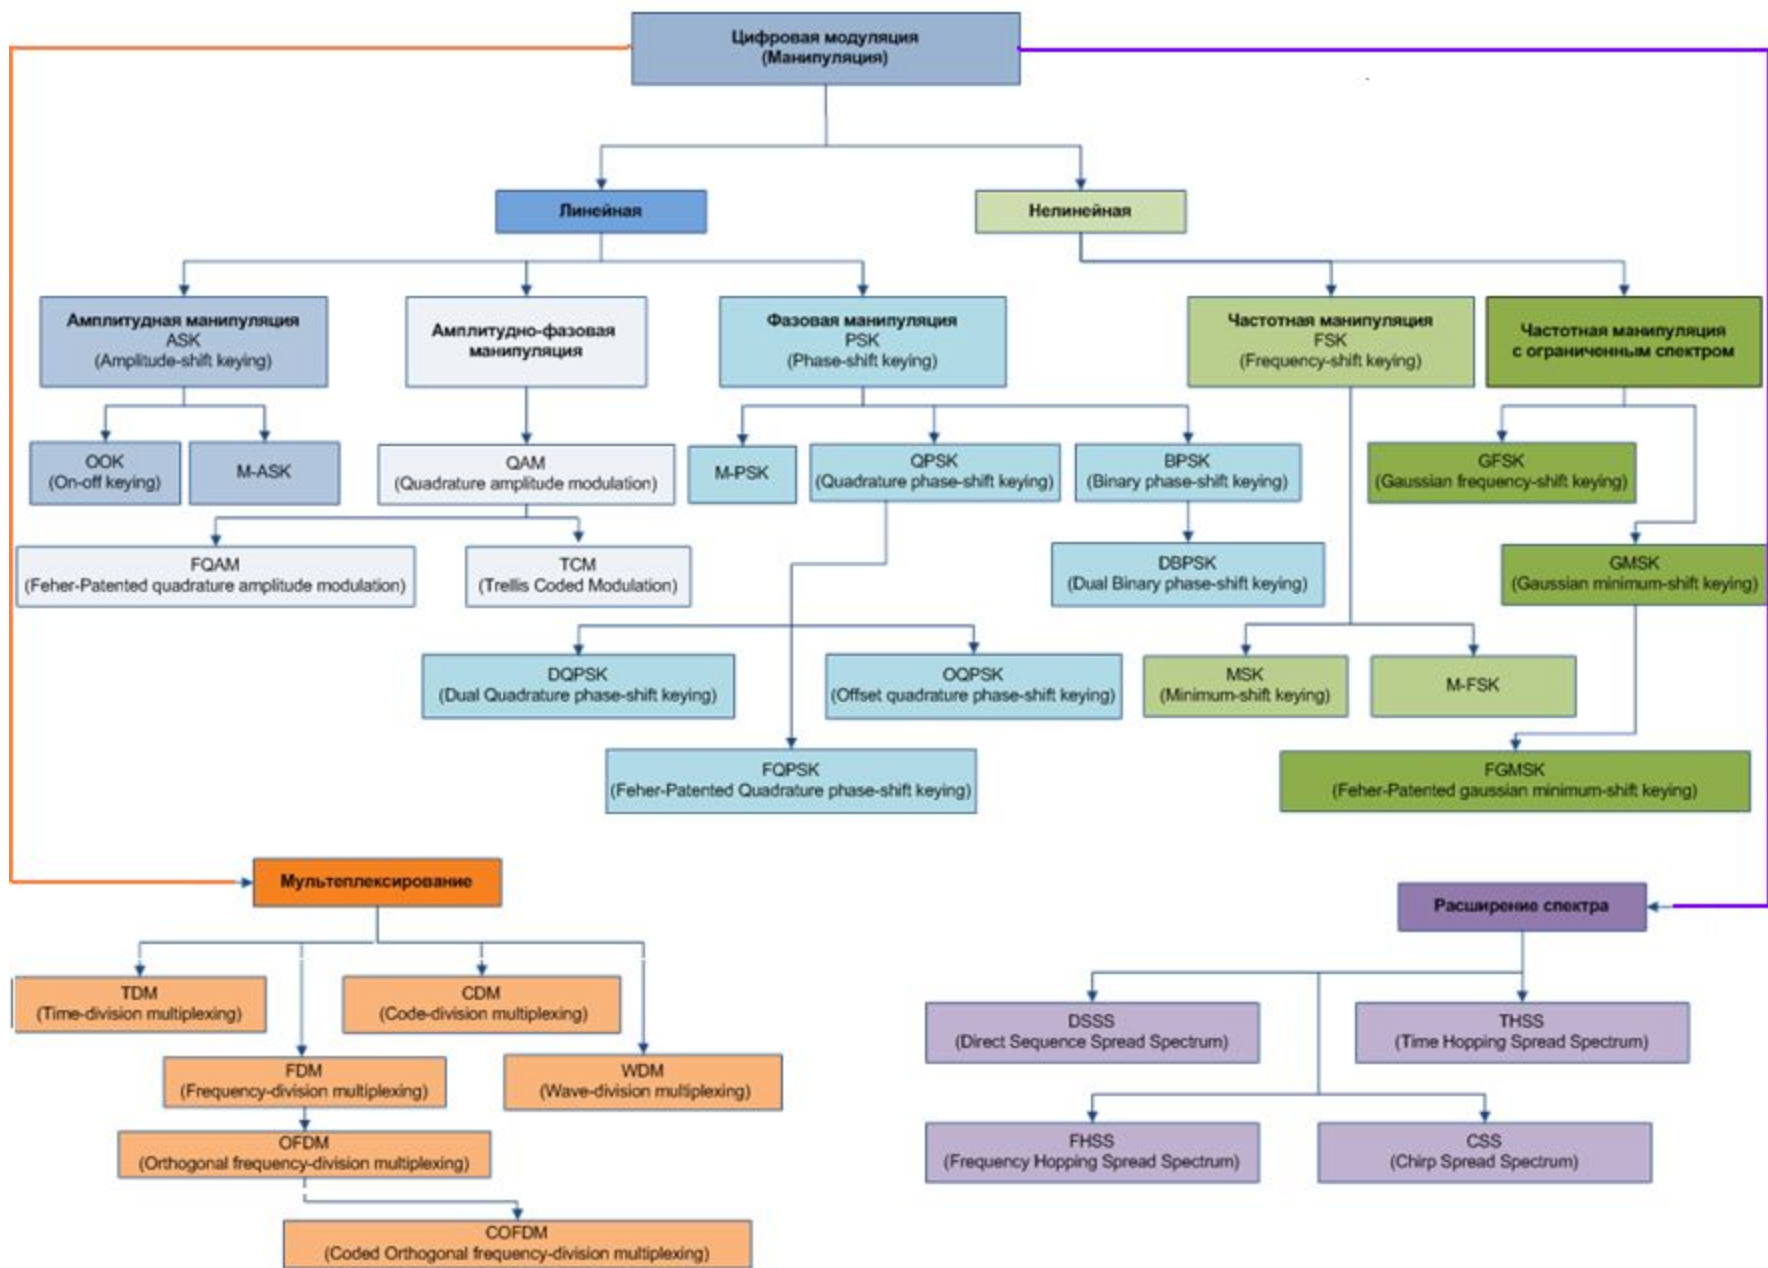 Цифровая модуляция
(Манипуляция)
Линейная
Нелинейная
Амплитудная манипуляция
ASK
(Amplitude-shift keying)
Амплитудно-фазовая
манипуляция
Фазовая манипуляция
PSK
(Phase-shift keying)
Частотная манипуляция
FSK
(Frequency-shift keying)
Частотная манипуляция
с ограниченным спектром
OOK
(On-off keying)
M-ASK
QAM
(Quadrature amplitude modulation)
M-PSK
QPSK
(Quadrature phase-shift keying)
BPSK
(Binary phase-shift keying)
GFSK
(Gaussian frequency-shift keying)
FQAM
(Feher-Patented quadrature amplitude modulation)
TCM
(Trellis Coded Modulation)
DBPSK
(Dual Binary phase-shift keying)
GMSK
(Gaussian minimum-shift keying)
DQPSK
(Dual Quadrature phase-shift keying)
OQPSK
(Offset quadrature phase-shift keying)
MSK
(Minimum-shift keying)
M-FSK
FQPSK
(Feher-Patented Quadrature phase-shift keying)
FGMSK
(Feher-Patented gaussian minimum-shift keying)
Мультеплексирование
Расширение спектра
TDM
(Time-division multiplexing)
CDM
(Code-division multiplexing)
DSSS
(Direct Sequence Spread Spectrum)
THSS
(Time Hopping Spread Spectrum)
FDM
(Frequency-division multiplexing)
WDM
(Wave-division multiplexing)
OFDM
(Orthogonal frequency-division multiplexing)
FHSS
(Frequency Hopping Spread Spectrum)
CSS
(Chirp Spread Spectrum)
COFDM
(Coded Orthogonal frequency-division multiplexing)